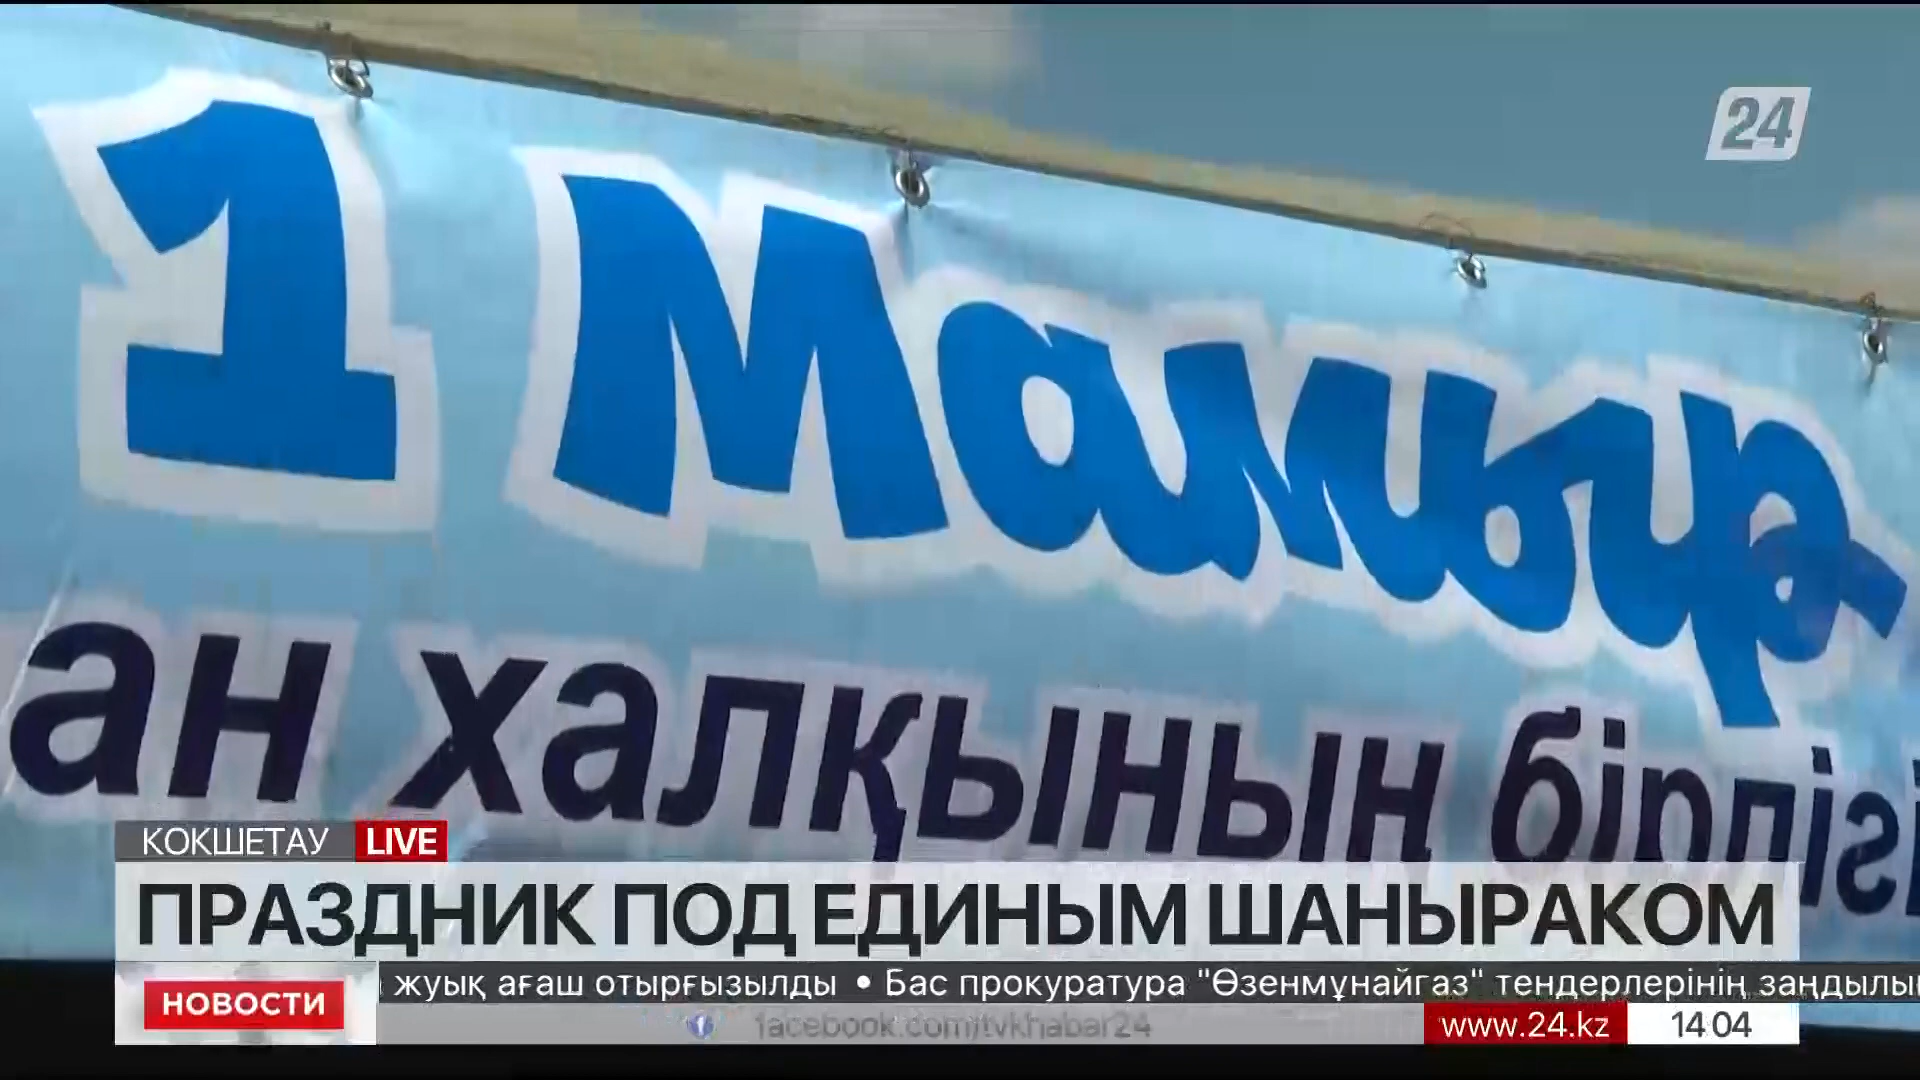 24
1 Мамыр
ан халқының бірлігі
КОКШЕТАУ LIVE
ПРАЗДНИК ПОД ЕДИНЫМ ШАНЫРАКОМ
жуық ағаш отырғызылды • Бас прокуратура "Өзенмұнайгаз" тендерлерінің заңдылы
НОВОСТИ
facebook.com/tvkhabar24
www.24.kz
14 04